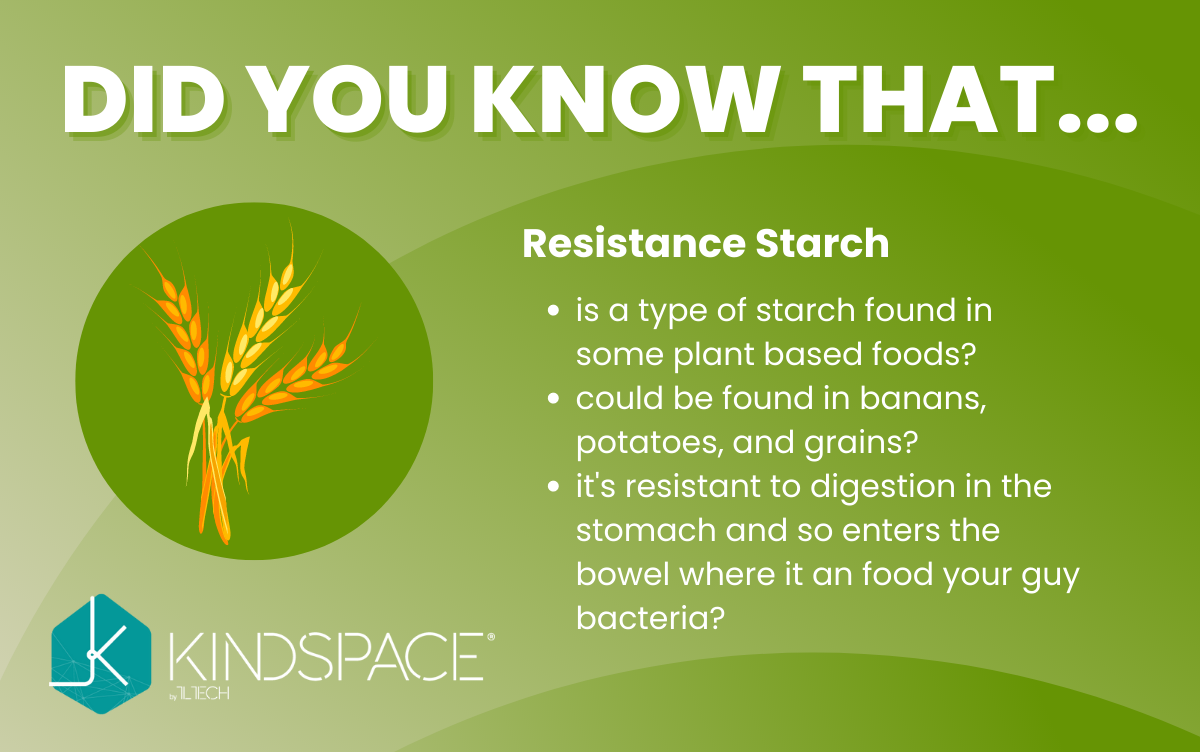 DID YOU KNOW THAT...
Resistance Starch
• is a type of starch found in
some plant based foods?
• could be found in banans,
potatoes, and grains?
• it's resistant to digestion in the
stomach and so enters the
bowel where it an food your guy
bacteria?
KINDSPACE®
by 1LTECH